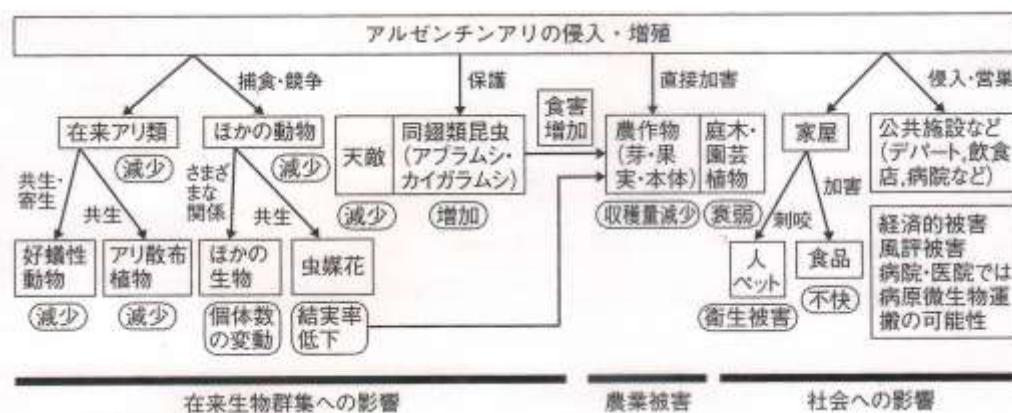 アルゼンチンアリの侵入・増殖
捕食・競争
保護
直接加害
侵入・営巣
在来アリ類
減少
ほかの動物
減少
天敵
減少
同翅類昆虫
(アブラムシ・
カイガラムシ)
増加
食害
増加
農作物
(芽・果
実・本体)
収穫量減少
庭木・
園芸
植物
衰弱
家屋
公共施設など
(デパート,飲食
店,病院など)
共生・
寄生
共生
さまざ
まな
関係
共生
刺咬
加害
好蟻性
動物
減少
アリ散布
植物
減少
ほかの
生物
個体数
の変動
虫媒花
結実率
低下
人
ペット
衛生被害
食品
不快
経済的被害
風評被害
病院・医院では
病原微生物運
搬の可能性
在来生物群集への影響
農業被害
社会への影響